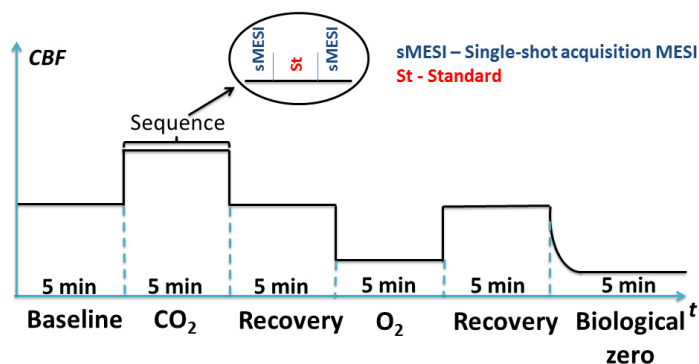 CBF
sMESI
St
sMESI
sMESI – Single-shot acquisition MESI
St - Standard
Sequence
5 min 5 min 5 min 5 min 5 min 5 min
t
Baseline CO₂ Recovery O₂ Recovery Biological
zero